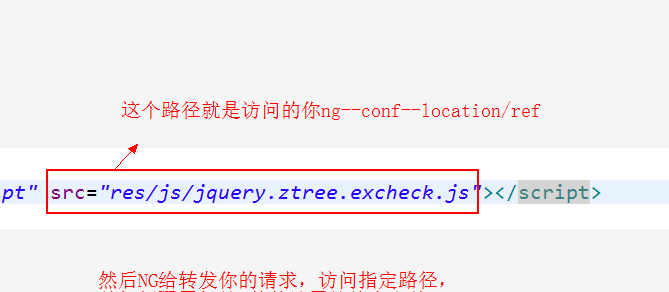 这个路径就是访问的你ng--conf--location/ref
pt" src="res/js/jquery.ztree.excheck.js"></script>
然后NG给转发你的请求，访问指定路径，